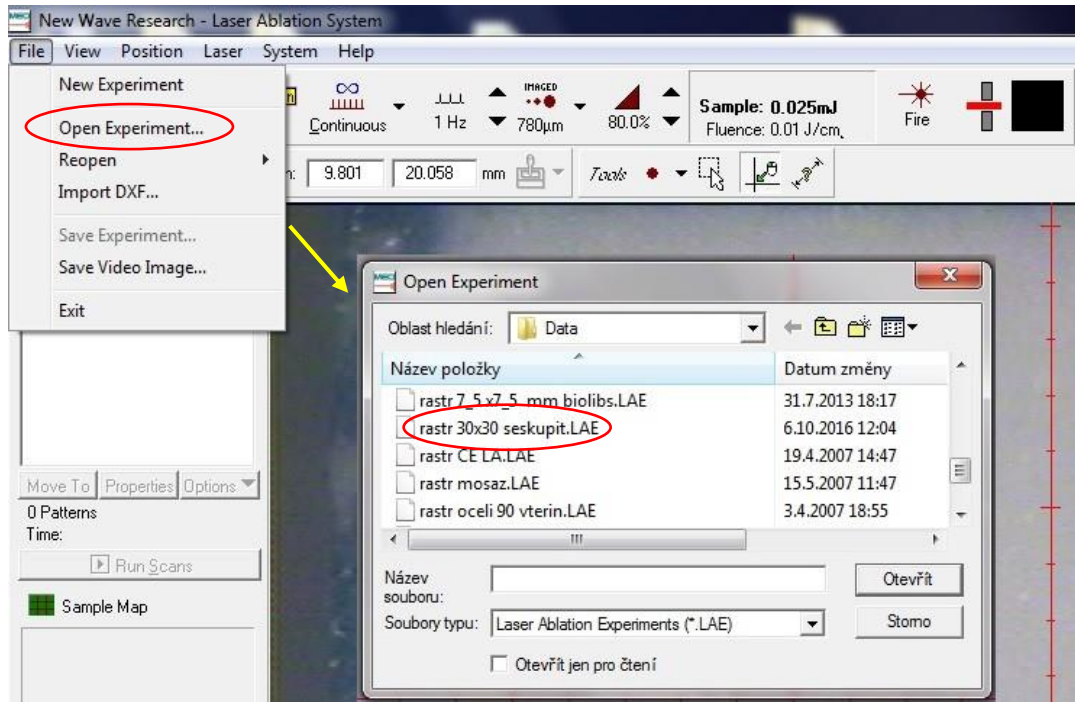 New Wave Research - Laser Ablation System
File View Position Laser System Help
New Experiment
Open Experiment...
Reopen
Import DXF...
Save Experiment...
Save Video Image...
Exit
Continuous
1 Hz
IMAGED
780µm
80.0%
Sample: 0.025mJ
Fluence: 0.01 J/cm
Fire
n: 9.801 20.058 mm Tools
Open Experiment
Oblast hledání: Data
Název položky Datum změny
rastr 7_5 x7_5 mm biolibs.LAE 31.7.2013 18:17
rastr 30x30 seskupit.LAE 6.10.2016 12:04
rastr CE LA.LAE 19.4.2007 14:47
rastr mosaz.LAE 15.5.2007 11:47
rastr oceli 90 vterin.LAE 3.4.2007 18:55
Název souboru: Otevřít
Soubory typu: Laser Ablation Experiments (*.LAE) Storno
Otevřít jen pro čtení
Move To Properties Options
0 Patterns
Time:
Run Scans
Sample Map